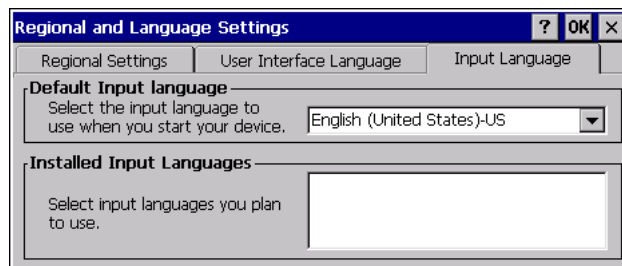 Regional and Language Settings ? OK ×
Regional Settings User Interface Language Input Language
Default Input language
Select the input language to
use when you start your device.
English (United States)-US
Installed Input Languages
Select input languages you plan
to use.